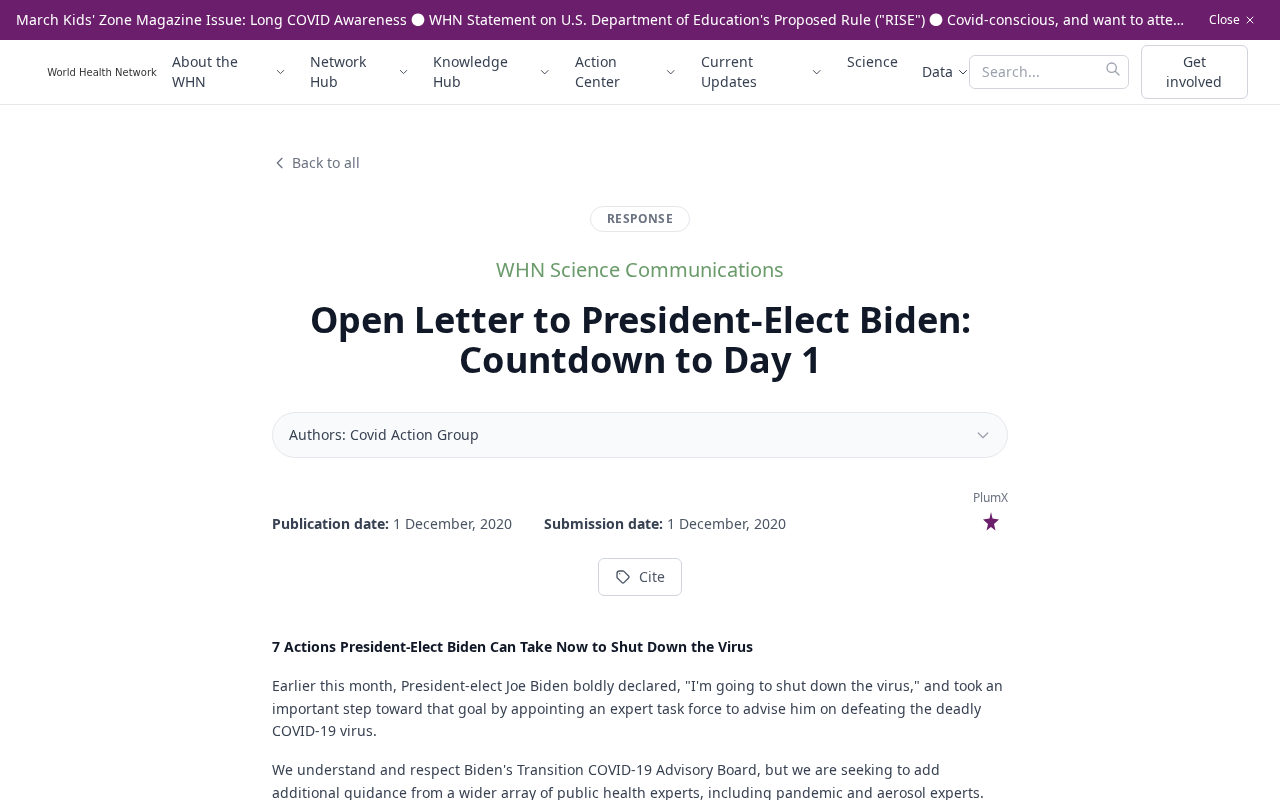 March Kids' Zone Magazine Issue: Long COVID Awareness ● WHN Statement on U.S. Department of Education's Proposed Rule ("RISE") ● Covid-conscious, and want to atte...
Close
World Health Network
About the WHN
Network Hub
Knowledge Hub
Action Center
Current Updates
Science
Data
Search...
Get involved
Back to all
RESPONSE
WHN Science Communications
Open Letter to President-Elect Biden:
Countdown to Day 1
Authors: Covid Action Group
PlumX
Publication date: 1 December, 2020
Submission date: 1 December, 2020
Cite
7 Actions President-Elect Biden Can Take Now to Shut Down the Virus
Earlier this month, President-elect Joe Biden boldly declared, "I'm going to shut down the virus," and took an
important step toward that goal by appointing an expert task force to advise him on defeating the deadly
COVID-19 virus.
We understand and respect Biden's Transition COVID-19 Advisory Board, but we are seeking to add
additional guidance from a wider array of public health experts, including pandemic and aerosol experts.